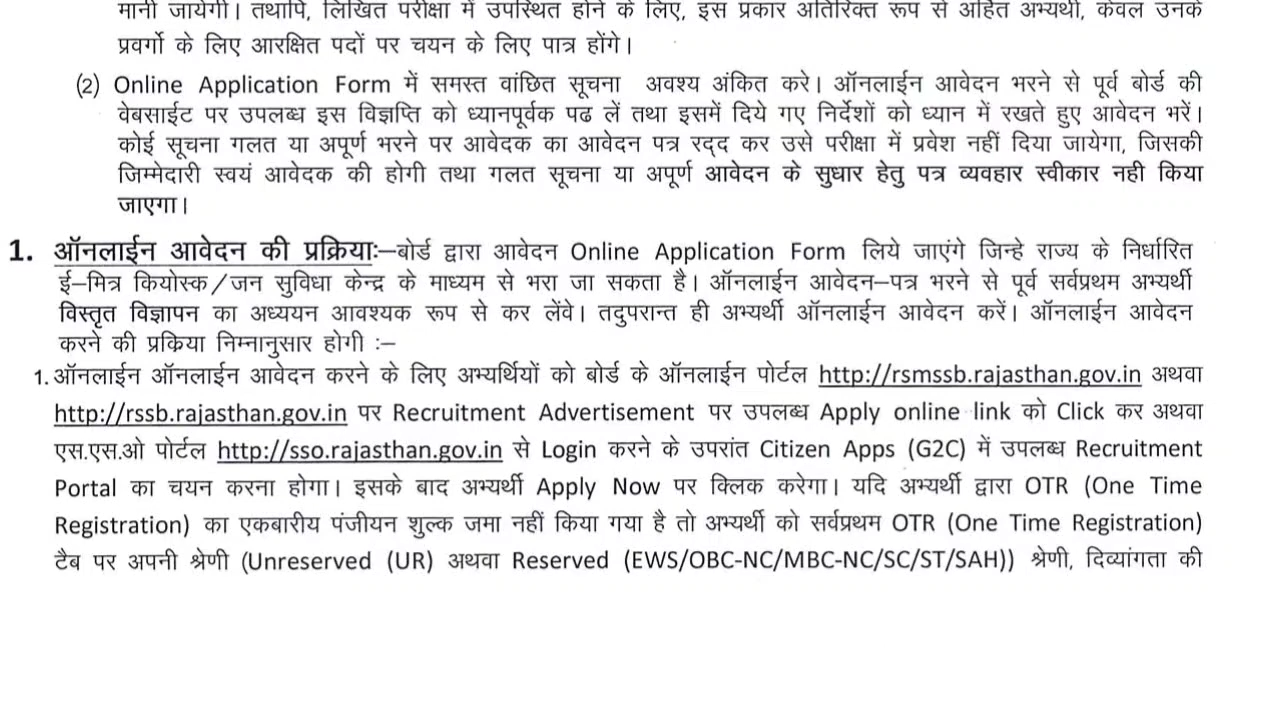 मानी जायेगी। तथापि, लिखित परीक्षा में उपस्थित होने के लिए, इस प्रकार अतिरिक्त रूप से अर्हित अभ्यर्थी, केवल उनके
प्रवर्गो के लिए आरक्षित पदों पर चयन के लिए पात्र होंगे।
(2) Online Application Form में समस्त वांछित सूचना अवश्य अंकित करे। ऑनलाईन आवेदन भरने से पूर्व बोर्ड की
वेबसाईट पर उपलब्ध इस विज्ञप्ति को ध्यानपूर्वक पढ लें तथा इसमें दिये गए निर्देशों को ध्यान में रखते हुए आवेदन भरें।
कोई सूचना गलत या अपूर्ण भरने पर आवेदक का आवेदन पत्र रद्द कर उसे परीक्षा में प्रवेश नहीं दिया जायेगा, जिसकी
जिम्मेदारी स्वयं आवेदक की होगी तथा गलत सूचना या अपूर्ण आवेदन के सुधार हेतु पत्र व्यवहार स्वीकार नही किया
जाएगा।
1. ऑनलाईन आवेदन की प्रक्रियाः–बोर्ड द्वारा आवेदन Online Application Form लिये जाएंगे जिन्हे राज्य के निर्धारित
ई–मित्र कियोस्क/जन सुविधा केन्द्र के माध्यम से भरा जा सकता है। ऑनलाईन आवेदन–पत्र भरने से पूर्व सर्वप्रथम अभ्यर्थी
विस्तृत विज्ञापन का अध्ययन आवश्यक रूप से कर लेंवे। तदुपरान्त ही अभ्यर्थी ऑनलाईन आवेदन करें। ऑनलाईन आवेदन
करने की प्रकिया निम्नानुसार होगी :–
1. ऑनलाईन ऑनलाईन आवेदन करने के लिए अभ्यर्थियों को बोर्ड के ऑनलाईन पोर्टल http://rsmssb.rajasthan.gov.in अथवा
http://rssb.rajasthan.gov.in पर Recruitment Advertisement पर उपलब्ध Apply online link को Click कर अथवा
एस.एस.ओ पोर्टल http://sso.rajasthan.gov.in से Login करने के उपरांत Citizen Apps (G2C) में उपलब्ध Recruitment
Portal का चयन करना होगा। इसके बाद अभ्यर्थी Apply Now पर क्लिक करेगा। यदि अभ्यर्थी द्वारा OTR (One Time
Registration) का एकबारीय पंजीयन शुल्क जमा नहीं किया गया है तो अभ्यर्थी को सर्वप्रथम OTR (One Time Registration)
टैब पर अपनी श्रेणी (Unreserved (UR) अथवा Reserved (EWS/OBC-NC/MBC-NC/SC/ST/SAH)) श्रेणी, दिव्यांगता की